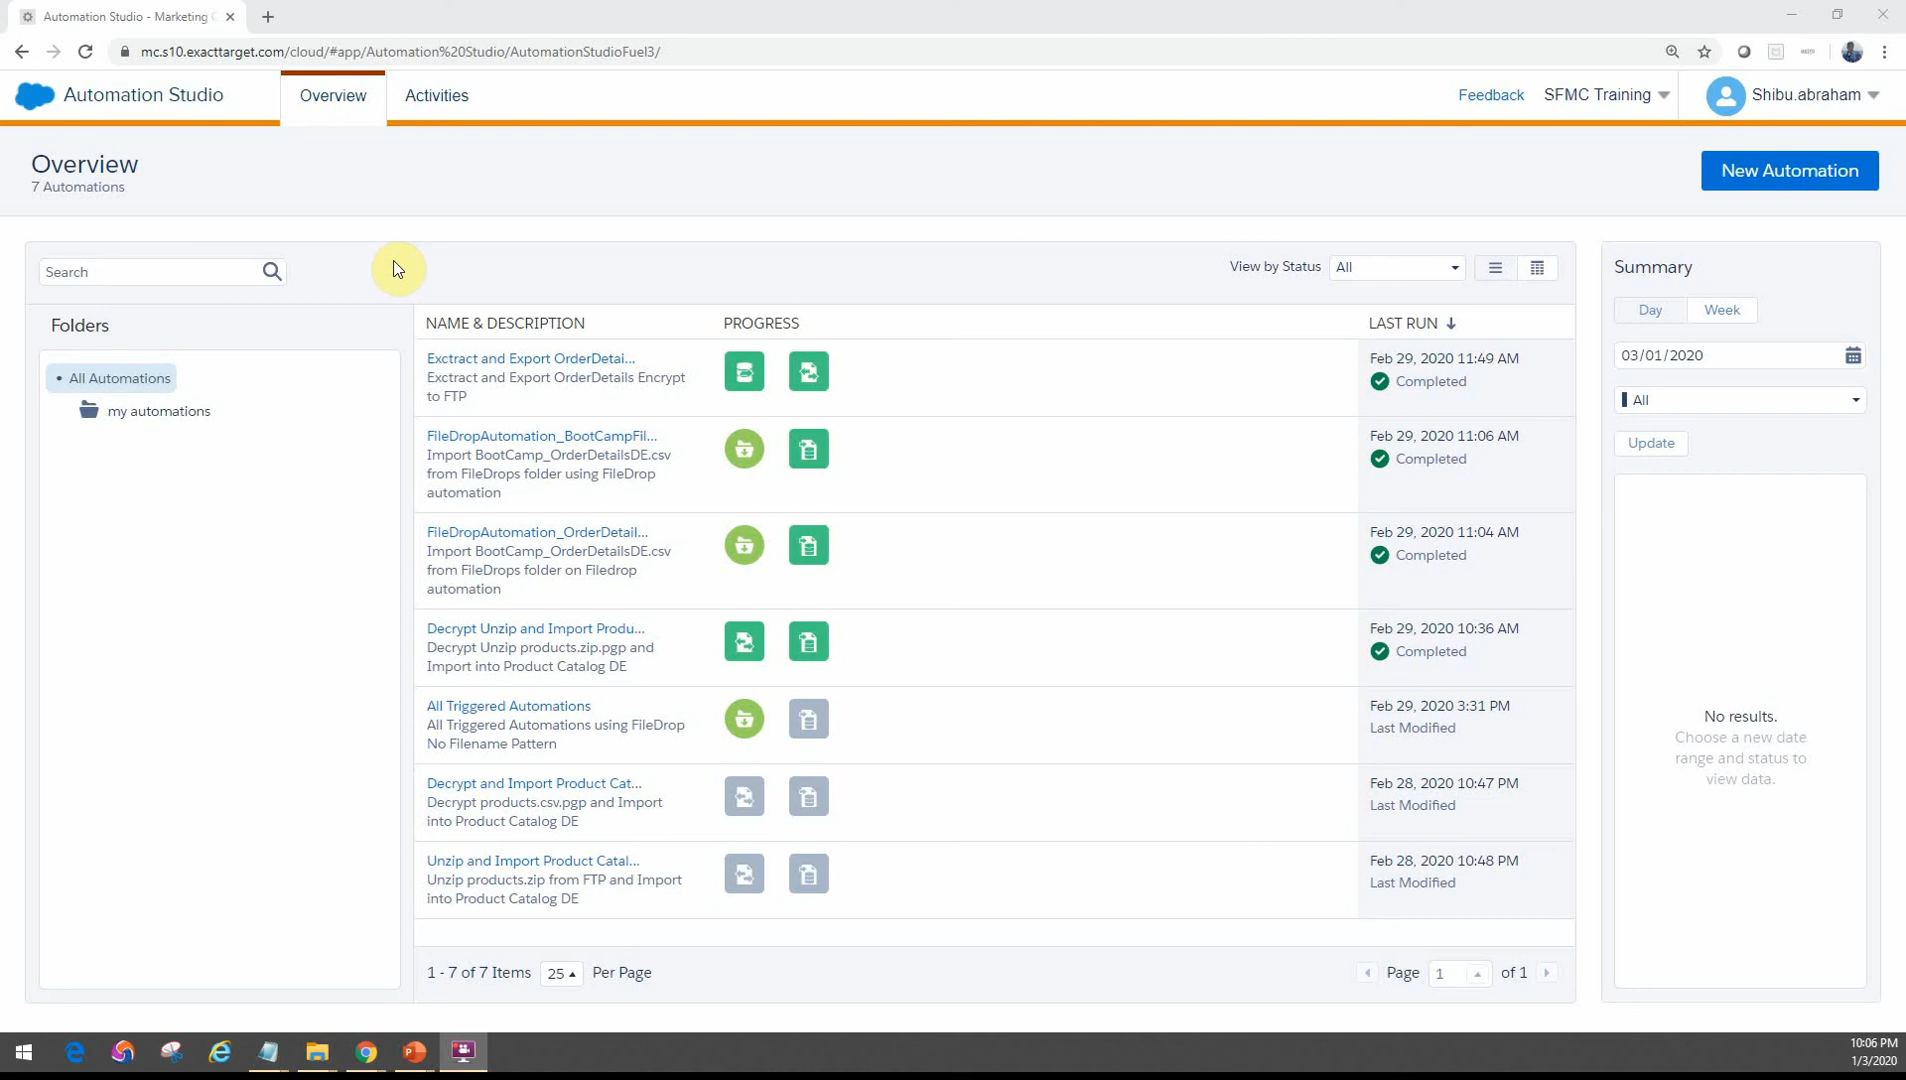 Automation Studio - Marketing C
mc.s10.exacttarget.com/cloud/#app/Automation%20Studio/AutomationStudioFuel3/
Automation Studio
Overview
Activities
Feedback
SFMC Training
Shibu.abraham
Overview
7 Automations
New Automation
Search
View by Status
All
Folders
• All Automations
my automations
NAME & DESCRIPTION
PROGRESS
LAST RUN
Exctract and Export OrderDetai...
Exctract and Export OrderDetails Encrypt
to FTP
Feb 29, 2020 11:49 AM
Completed
FileDropAutomation_BootCampFil...
Import BootCamp_OrderDetailsDE.csv
from FileDrops folder using FileDrop
automation
Feb 29, 2020 11:06 AM
Completed
FileDropAutomation_OrderDetail...
Import BootCamp_OrderDetailsDE.csv
from FileDrops folder on Filedrop
automation
Feb 29, 2020 11:04 AM
Completed
Decrypt Unzip and Import Produ...
Decrypt Unzip products.zip.pgp and
Import into Product Catalog DE
Feb 29, 2020 10:36 AM
Completed
All Triggered Automations
All Triggered Automations using FileDrop
No Filename Pattern
Feb 29, 2020 3:31 PM
Last Modified
Decrypt and Import Product Cat...
Decrypt products.csv.pgp and Import
into Product Catalog DE
Feb 28, 2020 10:47 PM
Last Modified
Unzip and Import Product Catal...
Unzip products.zip from FTP and Import
into Product Catalog DE
Feb 28, 2020 10:48 PM
Last Modified
1 - 7 of 7 Items
25
Per Page
Page
1
of 1
Summary
Day
Week
03/01/2020
All
Update
No results.
Choose a new date
range and status to
view data.
10:06 PM
1/3/2020